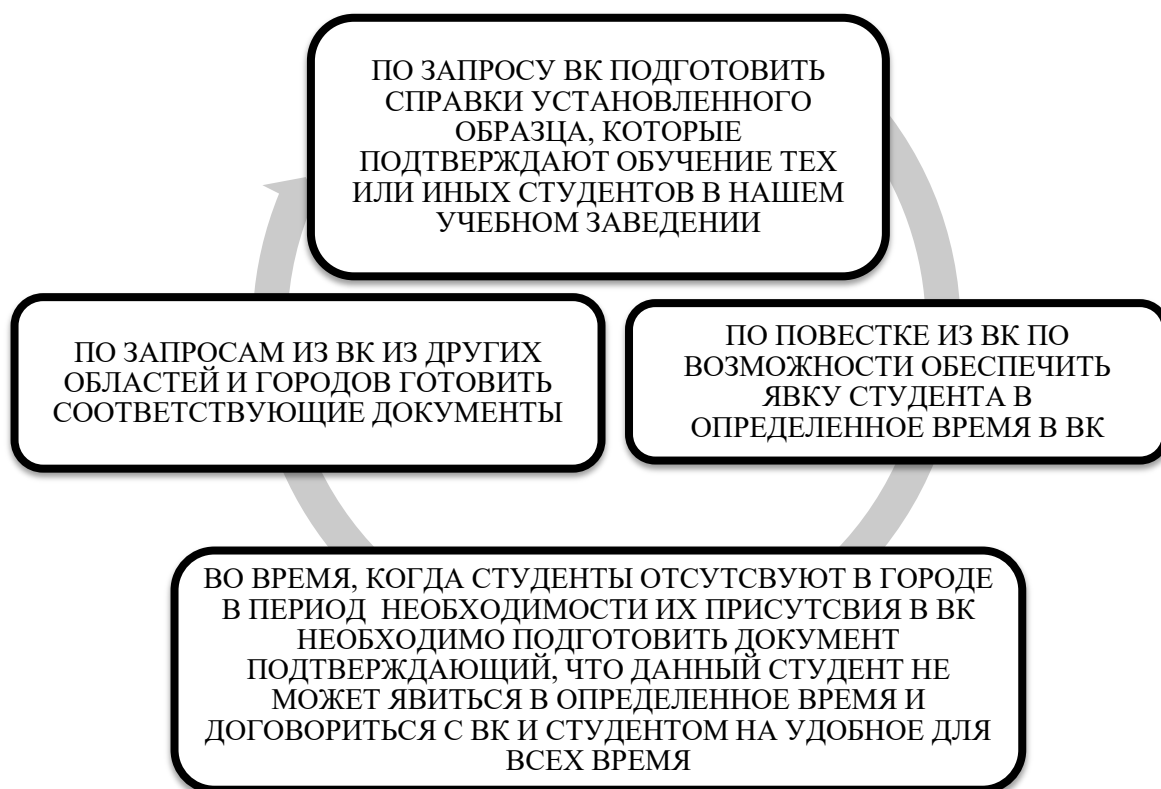 ПО ЗАПРОСУ ВК ПОДГОТОВИТЬ
СПРАВКИ УСТАНОВЛЕННОГО
ОБРАЗЦА, КОТОРЫЕ
ПОДТВЕРЖДАЮТ ОБУЧЕНИЕ ТЕХ
ИЛИ ИНЫХ СТУДЕНТОВ В НАШЕМ
УЧЕБНОМ ЗАВЕДЕНИИ
ПО ПОВЕСТКЕ ИЗ ВК ПО
ВОЗМОЖНОСТИ ОБЕСПЕЧИТЬ
ЯВКУ СТУДЕНТА В
ОПРЕДЕЛЕННОЕ ВРЕМЯ В ВК
ВО ВРЕМЯ, КОГДА СТУДЕНТЫ ОТСУТСВУЮТ В ГОРОДЕ
В ПЕРИОД НЕОБХОДИМОСТИ ИХ ПРИСУТСВИЯ В ВК
НЕОБХОДИМО ПОДГОТОВИТЬ ДОКУМЕНТ
ПОДТВЕРЖДАЮЩИЙ, ЧТО ДАННЫЙ СТУДЕНТ НЕ
МОЖЕТ ЯВИТЬСЯ В ОПРЕДЕЛЕННОЕ ВРЕМЯ И
ДОГОВОРИТЬСЯ С ВК И СТУДЕНТОМ НА УДОБНОЕ ДЛЯ
ВСЕХ ВРЕМЯ
ПО ЗАПРОСАМ ИЗ ВК ИЗ ДРУГИХ
ОБЛАСТЕЙ И ГОРОДОВ ГОТОВИТЬ
СООТВЕТСТВУЮЩИЕ ДОКУМЕНТЫ